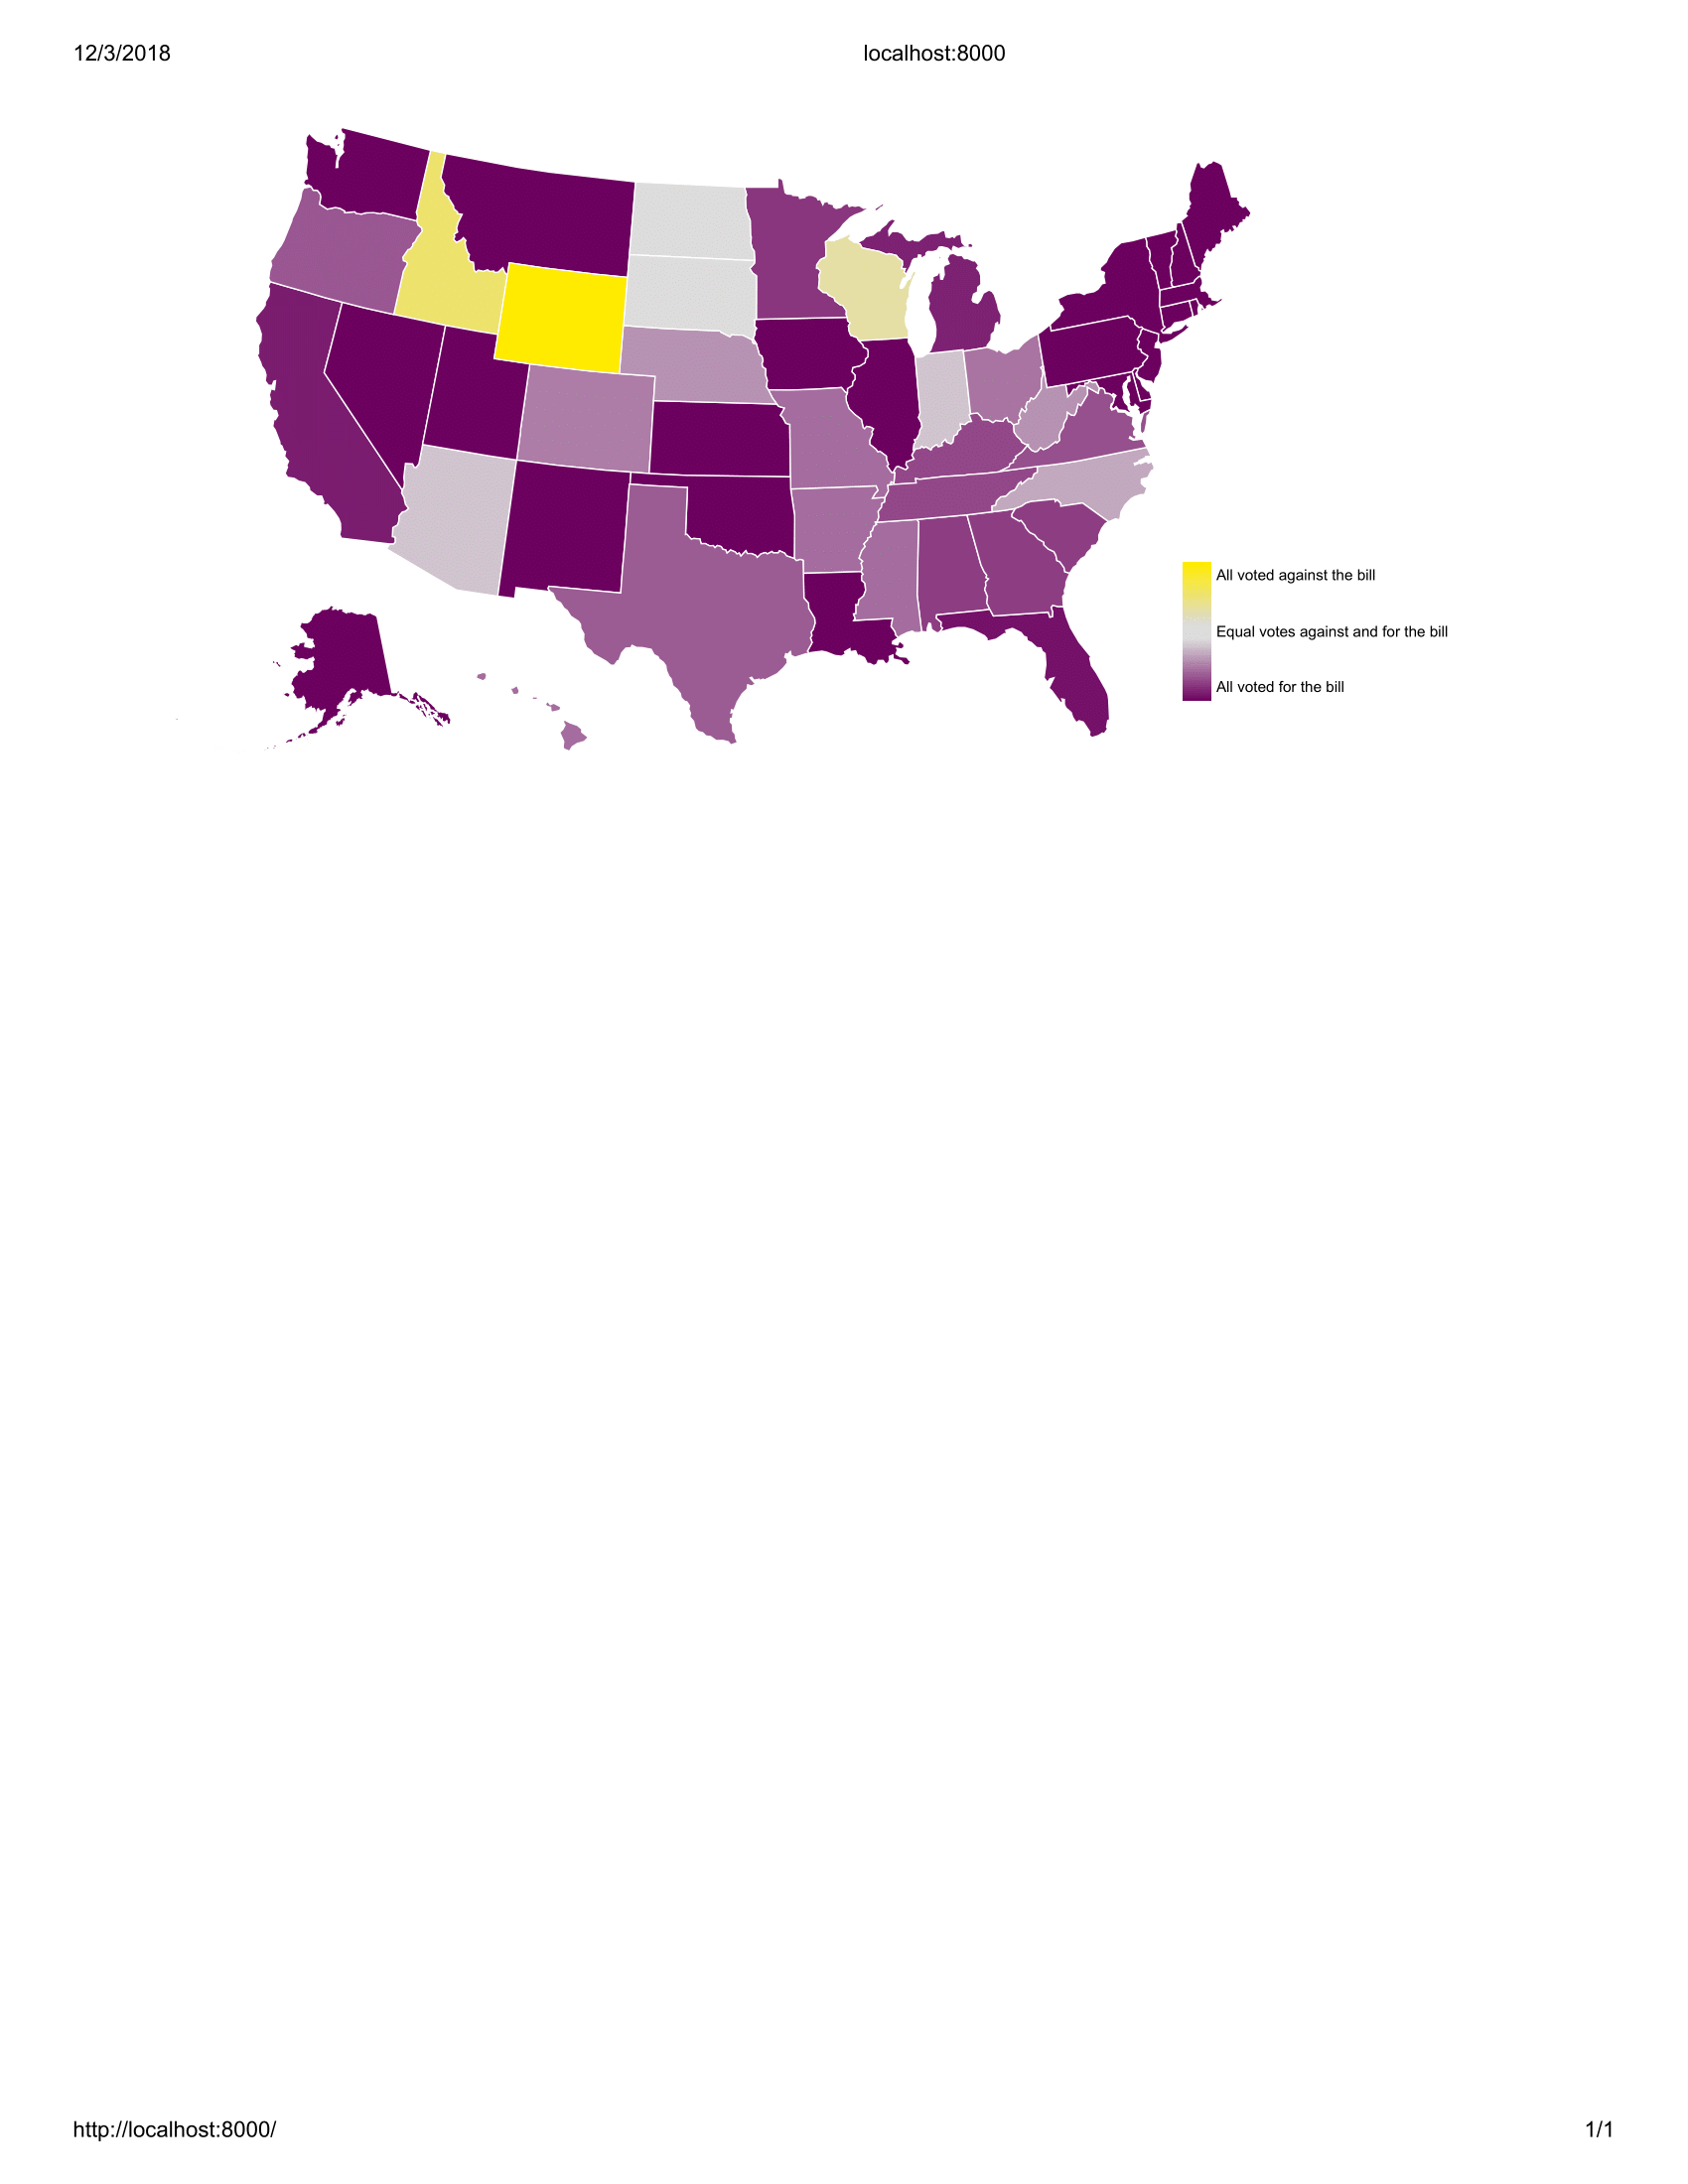 12/3/2018
localhost:8000
All voted against the bill
Equal votes against and for the bill
All voted for the bill
http://localhost:8000/
1/1